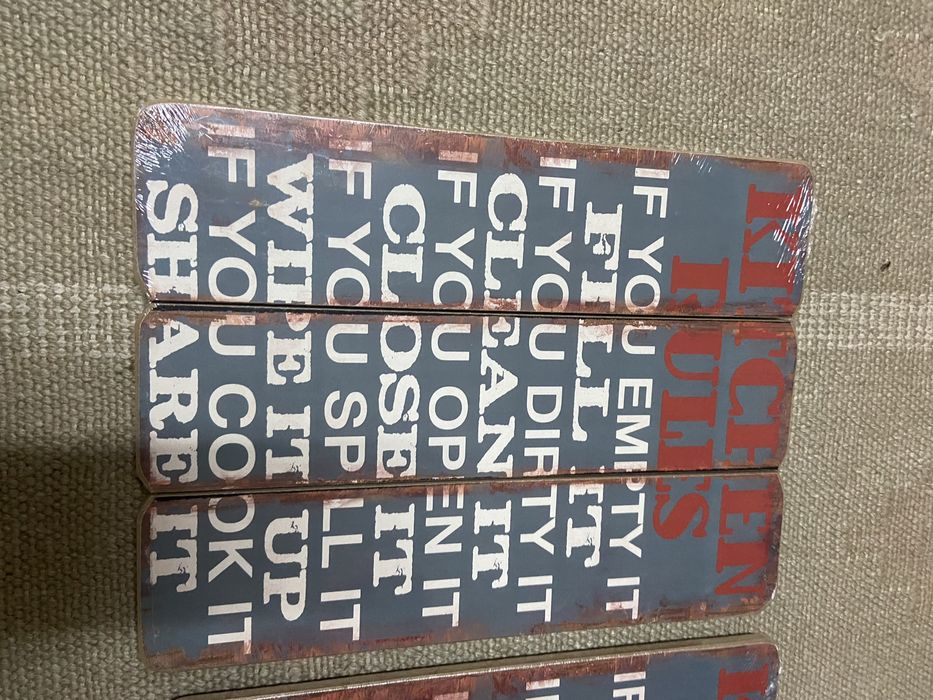 KITCHEN
RULES
IF YOU EMPTY IT
FILL IT
IF YOU DIRTY IT
CLEAN IT
IF YOU OPEN IT
CLOSE IT
IF YOU SPILL IT
WIPE IT UP
IF YOU COOK IT
SHARE IT